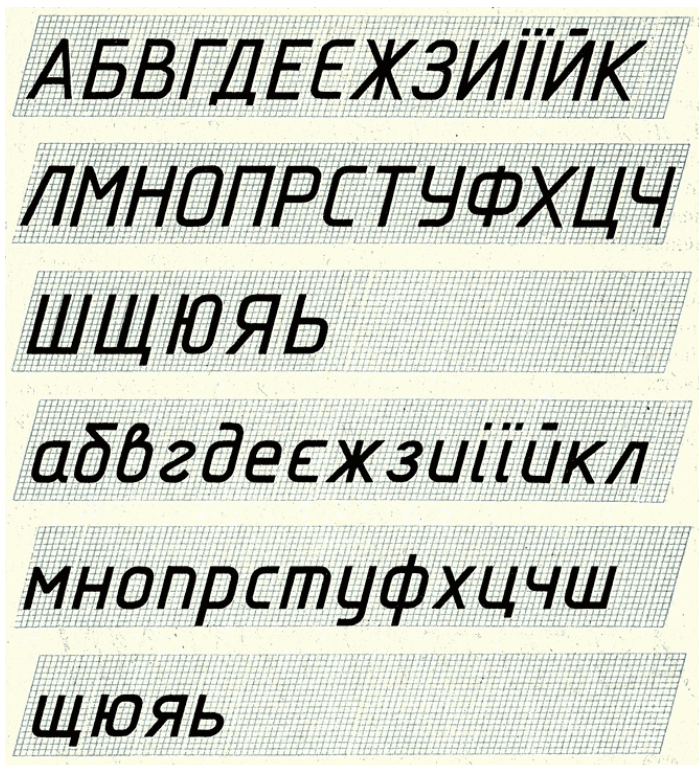 АБВГДЕЄЖЗИІЇЙК
ЛМНОПРСТУФХЦЧ
ШЩЮЯЬ
абвгдеєжзиіїйкл
мнопрстуфхцчш
щюяь